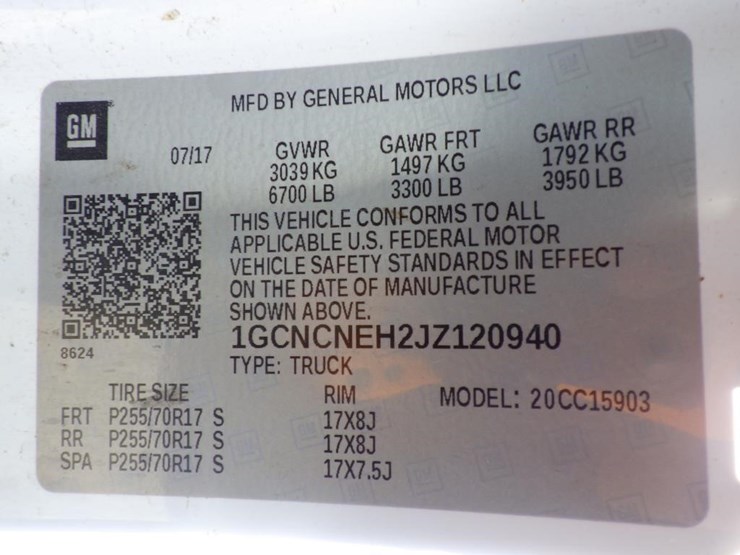 MFD BY GENERAL MOTORS LLC
GM
07/17 GVWR GAWR FRT GAWR RR
3039 KG 1497 KG 1792 KG
6700 LB 3300 LB 3950 LB
THIS VEHICLE CONFORMS TO ALL
APPLICABLE U.S. FEDERAL MOTOR
VEHICLE SAFETY STANDARDS IN EFFECT
ON THE DATE OF MANUFACTURE
SHOWN ABOVE.
1GCNCNEH2JZ120940
8624
TYPE: TRUCK
TIRE SIZE RIM MODEL: 20CC15903
FRT P255/70R17 S 17X8J
RR P255/70R17 S 17X8J
SPA P255/70R17 S 17X7.5J